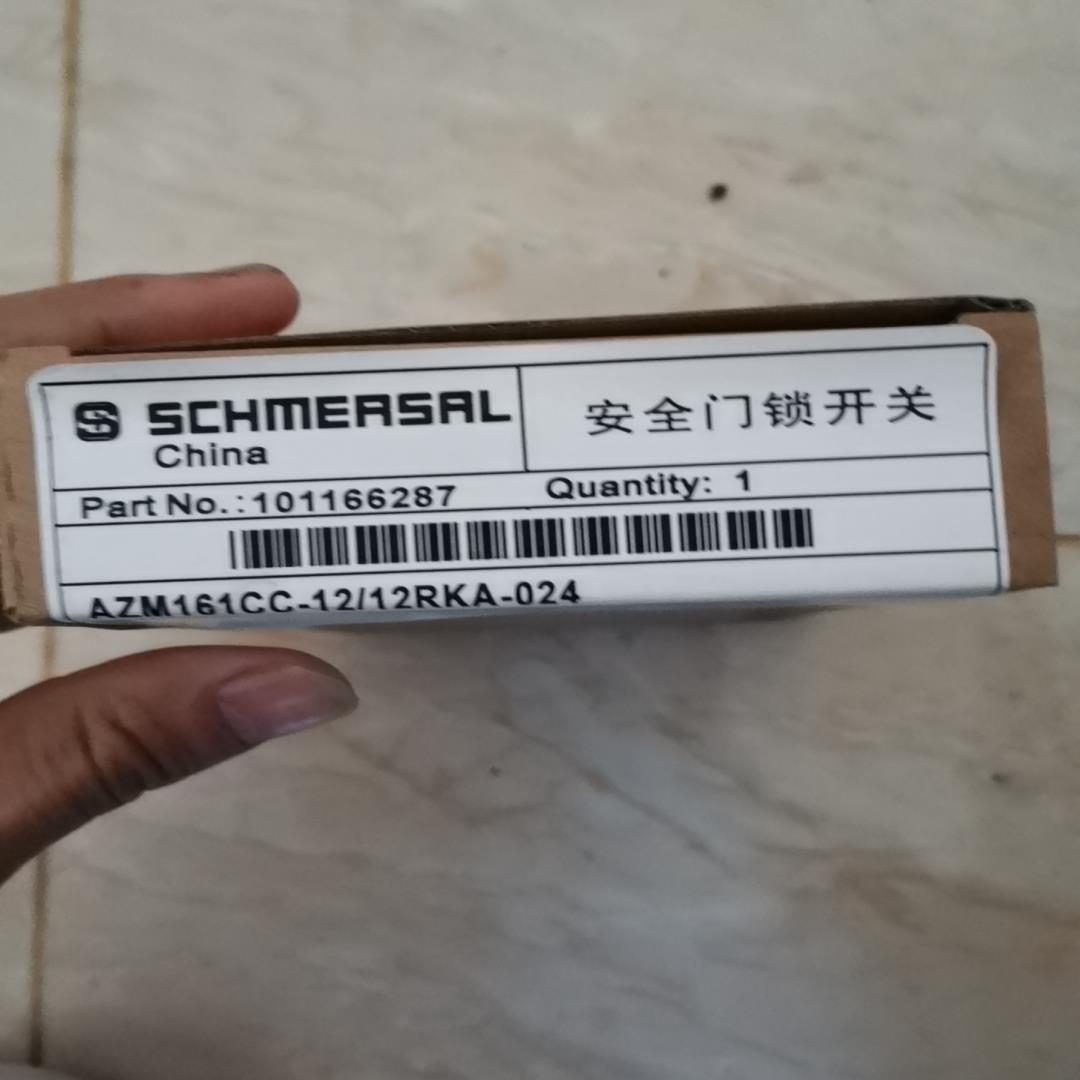 SCHMERSAL
China
安全门锁开关
Part No.:101166287 Quantity: 1
AZM161CC-12/12RKA-024